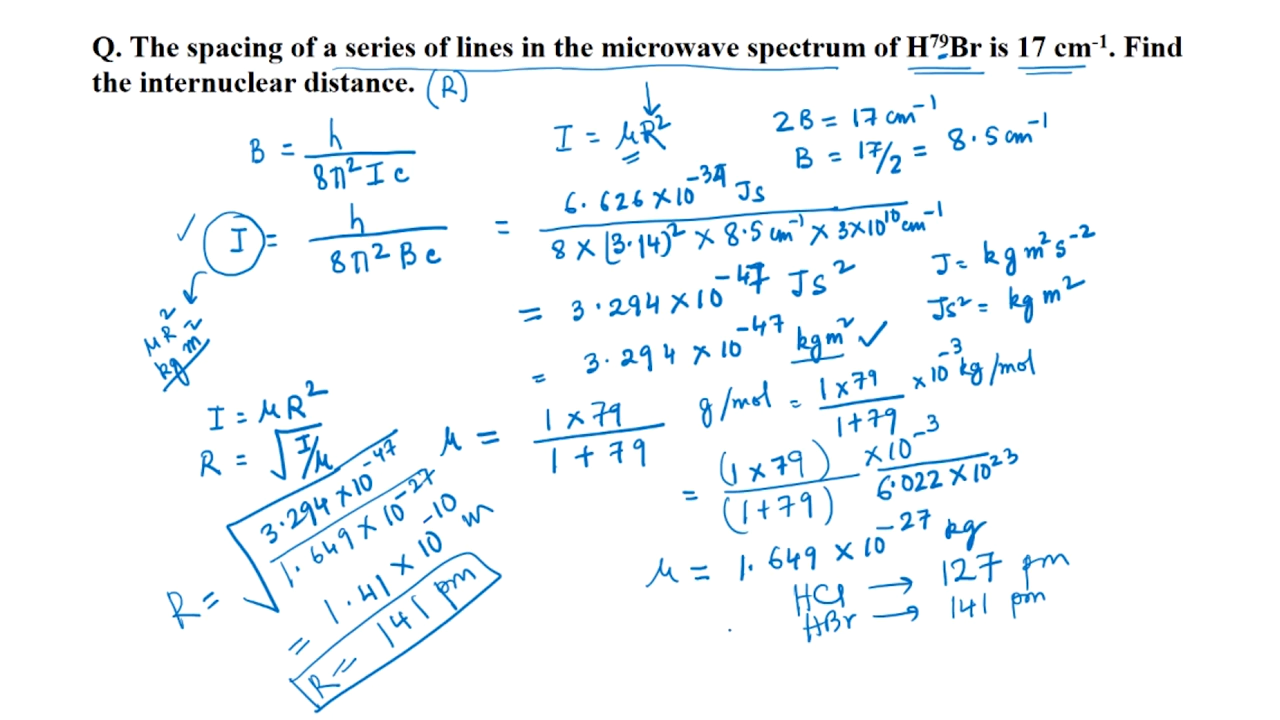 Q. The spacing of a series of lines in the microwave spectrum of H⁷⁹Br is 17 cm⁻¹. Find
the internuclear distance. (R)
B = h / 8π² I c
I = μR²
2B = 17 cm⁻¹
B = 17/2 = 8.5 cm⁻¹
✓ I = h / 8π² B c = 6.626 × 10⁻³⁴ Js / 8 × (3.14)² × 8.5 cm⁻¹ × 3×10¹⁰ cm⁻¹
= 3.294 × 10⁻⁴⁷ Js²
J = kg m² s⁻²
Js² = kg m²
μR²
kg m²
= 3.294 × 10⁻⁴⁷ kgm² ✓
I = μR²
R = √I/μ
μ = 1 × 79 / 1 + 79 g/mol = 1 × 79 / 1 + 79 × 10⁻³ kg/mol
= (1 × 79) / (1 + 79) × 10⁻³ / 6.022 × 10²³
μ = 1.649 × 10⁻²⁷ kg
R = √3.294 × 10⁻⁴⁷ / 1.649 × 10⁻²⁷
= 1.41 × 10⁻¹⁰ m
R = 141 pm
HCl → 127 pm
HBr → 141 pm